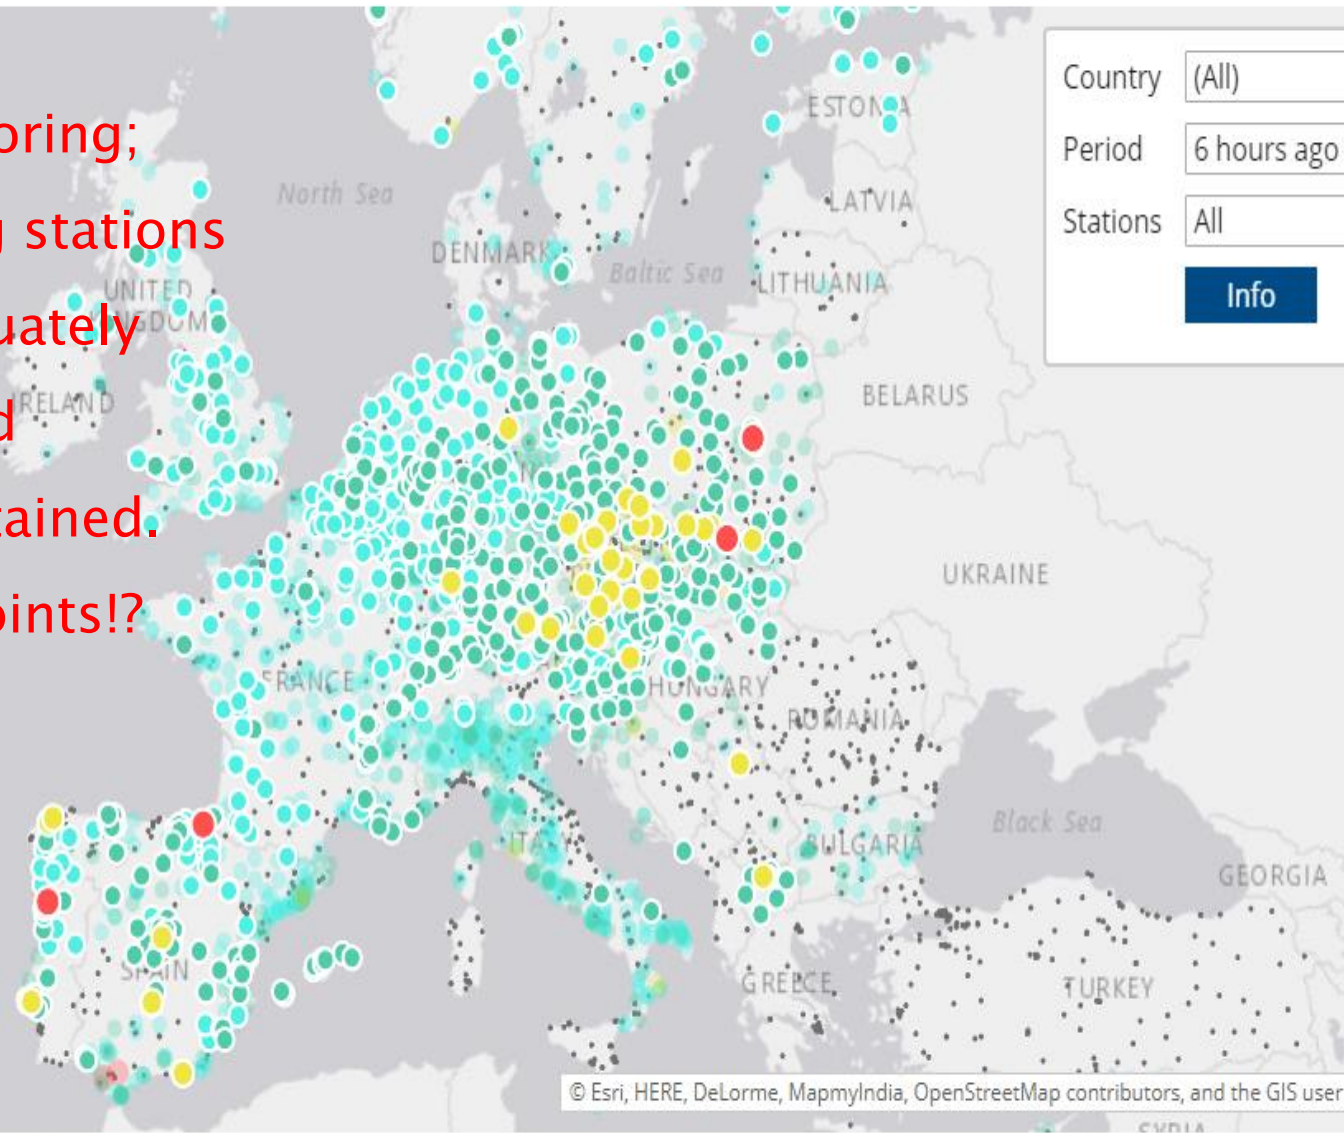 oring;
g stations
uately
d
tained.
oints!?
Country (All)
Period 6 hours ago
Stations All
Info
North Sea
ESTONIA
LATVIA
DENMARK
Baltic Sea
LITHUANIA
UNITED
KINGDOM
IRELAND
BELARUS
UKRAINE
FRANCE
HUNGARY
ROMANIA
ITALY
BULGARIA
Black Sea
GEORGIA
SPAIN
GREECE
TURKEY
© Esri, HERE, DeLorme, MapmyIndia, OpenStreetMap contributors, and the GIS user
SYRIA